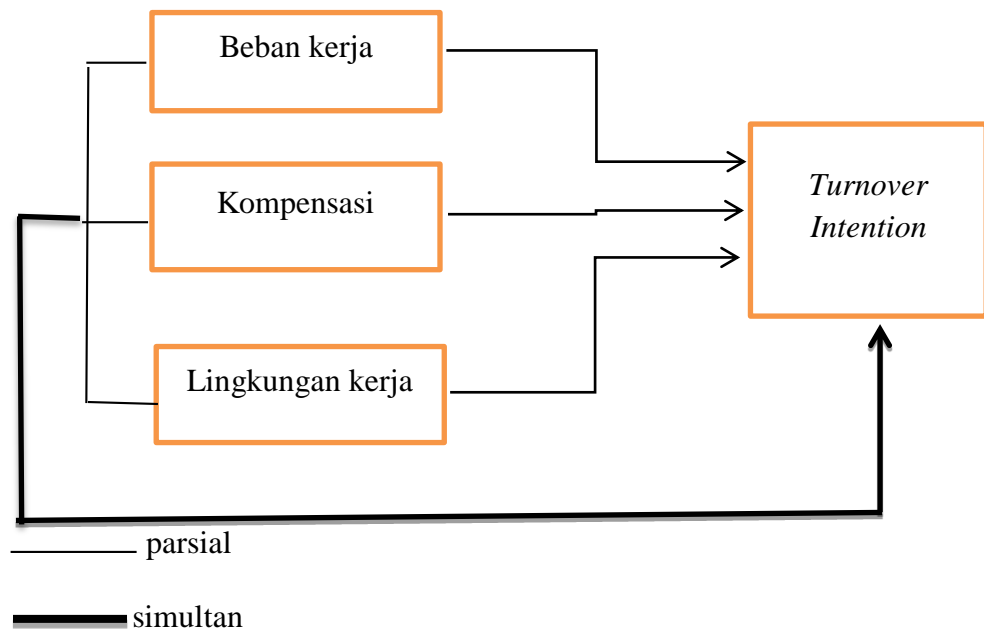 Beban kerja
Kompensasi
Turnover
Intention
Lingkungan kerja
parsial
simultan